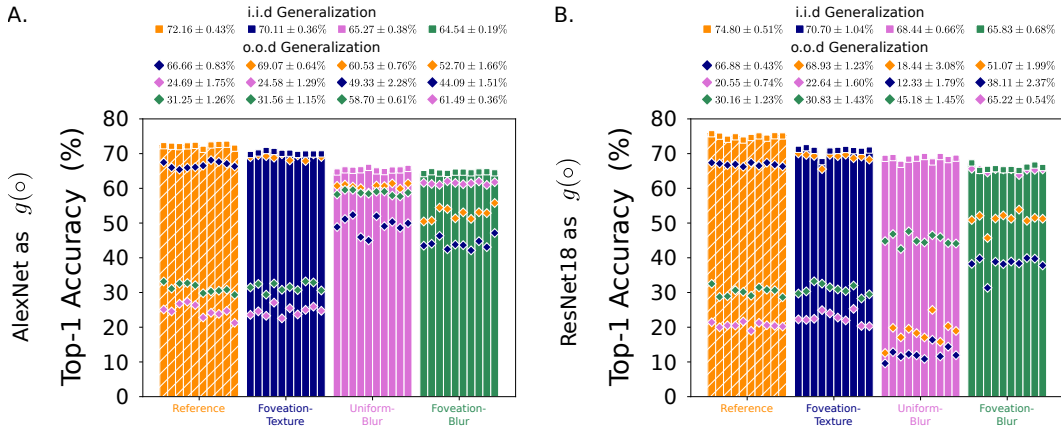 A.
i.i.d Generalization
72.16 ± 0.43% 70.11 ± 0.36% 65.27 ± 0.38% 64.54 ± 0.19%
o.o.d Generalization
66.66 ± 0.83% 69.07 ± 0.64% 60.53 ± 0.76% 52.70 ± 1.66%
24.69 ± 1.75% 24.58 ± 1.29% 49.33 ± 2.28% 44.09 ± 1.51%
31.25 ± 1.26% 31.56 ± 1.15% 58.70 ± 0.61% 61.49 ± 0.36%
AlexNet as g(○)
Top-1 Accuracy (%)
80
70
60
50
40
30
20
10
0
Reference Foveation- Uniform- Foveation-
Texture Blur Blur
B.
i.i.d Generalization
74.80 ± 0.51% 70.70 ± 1.04% 68.44 ± 0.66% 65.83 ± 0.68%
o.o.d Generalization
66.88 ± 0.43% 68.93 ± 1.23% 18.44 ± 3.08% 51.07 ± 1.99%
20.55 ± 0.74% 22.64 ± 1.60% 12.33 ± 1.79% 38.11 ± 2.37%
30.16 ± 1.23% 30.83 ± 1.43% 45.18 ± 1.45% 65.22 ± 0.54%
ResNet18 as g(○)
Top-1 Accuracy (%)
80
70
60
50
40
30
20
10
0
Reference Foveation- Uniform- Foveation-
Texture Blur Blur